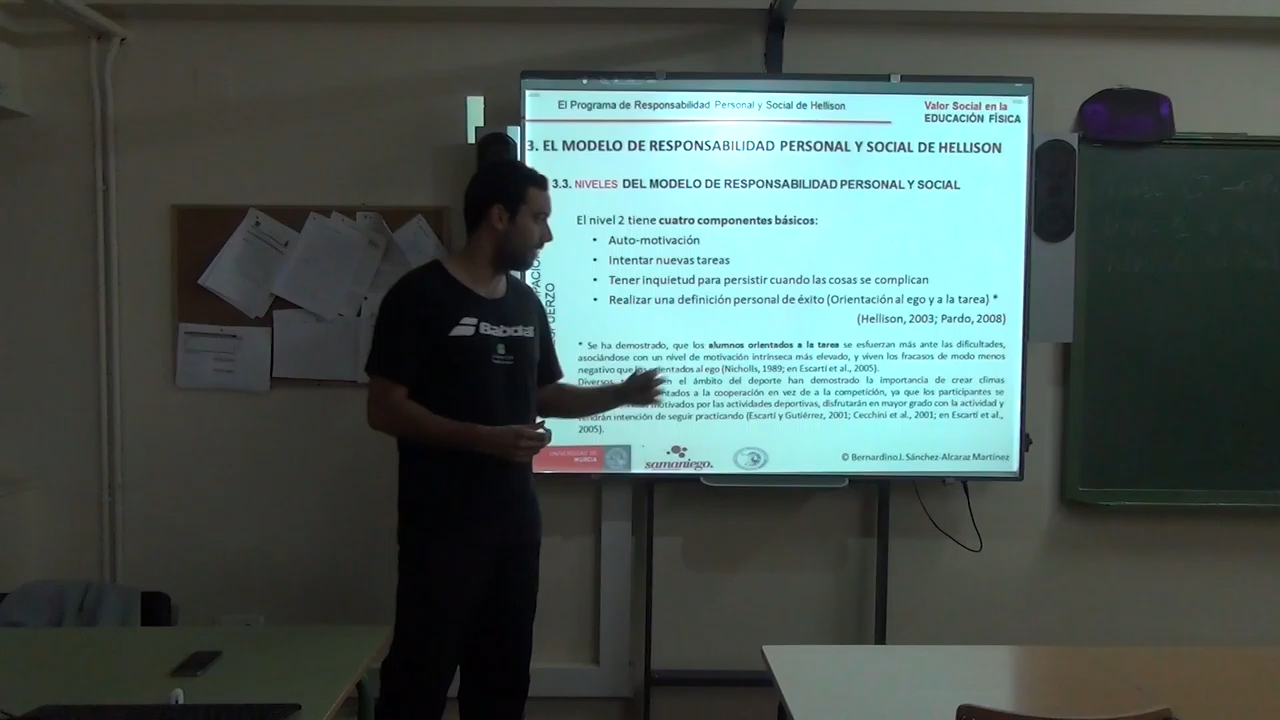 El Programa de Responsabilidad Personal y Social de Hellison
Valor Social en la
EDUCACIÓN FÍSICA
3. EL MODELO DE RESPONSABILIDAD PERSONAL Y SOCIAL DE HELLISON
3.3. NIVELES DEL MODELO DE RESPONSABILIDAD PERSONAL Y SOCIAL
El nivel 2 tiene cuatro componentes básicos:
• Auto-motivación
• Intentar nuevas tareas
• Tener inquietud para persistir cuando las cosas se complican
• Realizar una definición personal de éxito (Orientación al ego y a la tarea) *
(Hellison, 2003; Pardo, 2008)
* Se ha demostrado, que los alumnos orientados a la tarea se esfuerzan más ante las dificultades,
asociándose con un nivel de motivación intrínseca más elevado, y viven los fracasos de modo menos
negativo que los orientados al ego (Nicholls, 1989; en Escartí et al., 2005).
Diversos en el ámbito del deporte han demostrado la importancia de crear climas
a la cooperación en vez de a la competición, ya que los participantes se
motivados por las actividades deportivas, disfrutarán en mayor grado con la actividad y
tendrán intención de seguir practicando (Escartí y Gutiérrez, 2001; Cecchini et al., 2001; en Escartí et al.,
2005).
UNIVERSIDAD DE
MURCIA
samaniego.
© Bernardino J. Sánchez-Alcaraz Martínez
Babolat